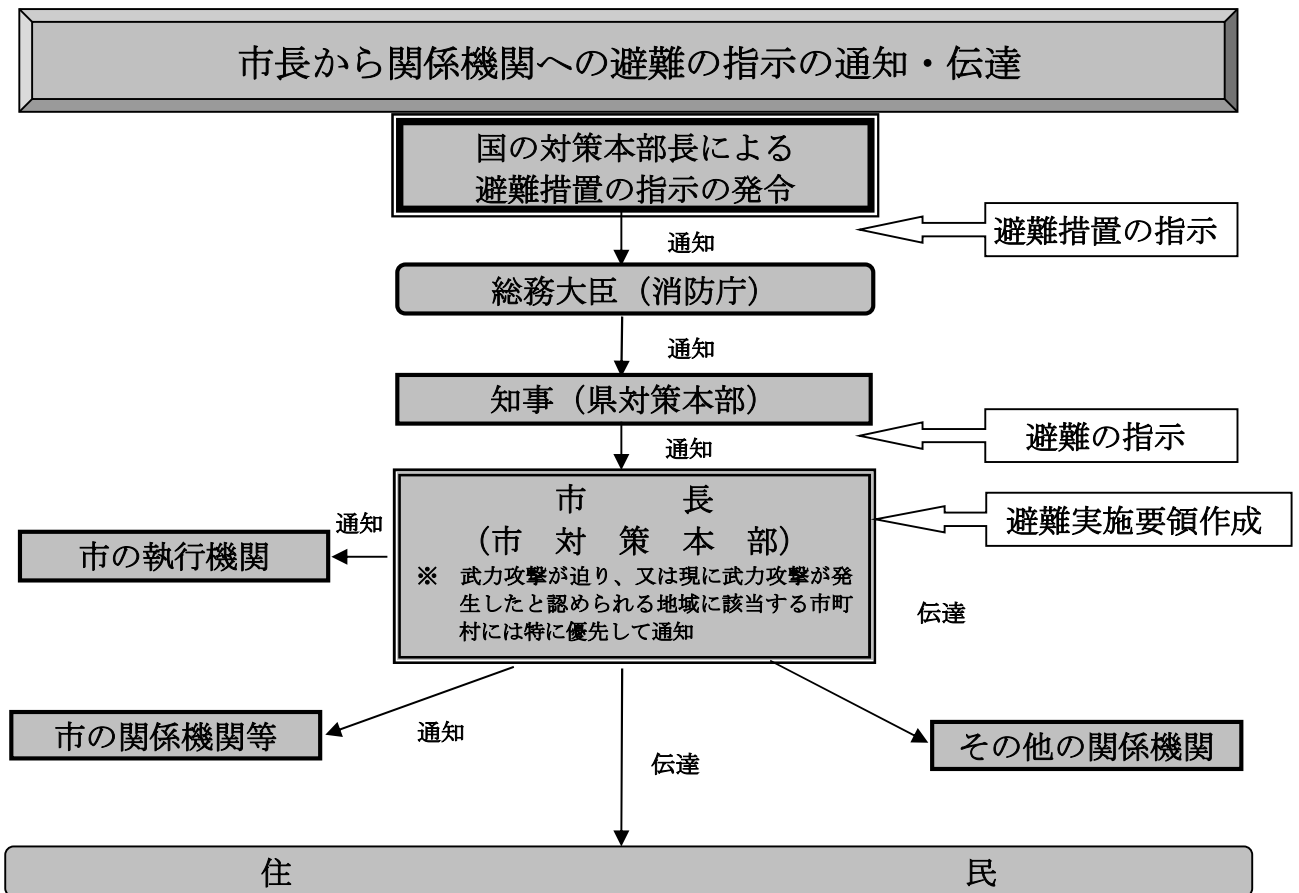 市長から関係機関への避難の指示の通知・伝達
国の対策本部長による
避難措置の指示の発令
避難措置の指示
通知
総務大臣（消防庁）
通知
知事（県対策本部）
避難の指示
通知
市　　　長
（市　対　策　本　部）
※　武力攻撃が迫り、又は現に武力攻撃が発
生したと認められる地域に該当する市町
村には特に優先して通知
避難実施要領作成
通知
市の執行機関
伝達
市の関係機関等
通知
その他の関係機関
伝達
住　　　民